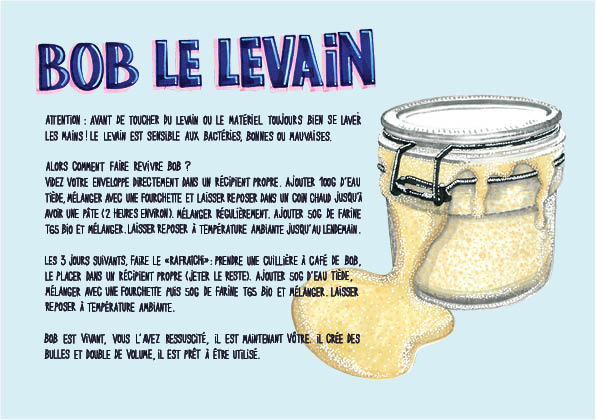 BOB LE LEVAiN
ATTENTION : AVANT DE TOUCHER DU LEVAIN OU LE MATÉRIEL TOUJOURS BIEN SE LAVER
LES MAINS ! LE LEVAIN EST SENSIBLE AUX BACTÉRIES, BONNES OU MAUVAISES.
ALORS COMMENT FAIRE REVIVRE BOB ?
VIDEZ VOTRE ENVELOPPE DIRECTEMENT DANS UN RÉCIPIENT PROPRE. AJOUTER 100G D'EAU
TIÈDE, MÉLANGER AVEC UNE FOURCHETTE ET LAISSER REPOSER DANS UN COIN CHAUD JUSQU'À
AVOIR UNE PÂTE (2 HEURES ENVIRON). MÉLANGER RÉGULIÈREMENT. AJOUTER 50G DE FARINE
T65 BIO ET MÉLANGER. LAISSER REPOSER À TEMPÉRATURE AMBIANTE JUSQU'AU LENDEMAIN.
LES 3 JOURS SUIVANTS, FAIRE LE «RAFRAÎCHI» : PRENDRE UNE CUILLIÈRE À CAFÉ DE BOB,
LE PLACER DANS UN RÉCIPIENT PROPRE (JETER LE RESTE). AJOUTER 50G D'EAU TIÈDE,
MÉLANGER AVEC UNE FOURCHETTE PUIS 50G DE FARINE T65 BIO ET MÉLANGER. LAISSER
REPOSER À TEMPÉRATURE AMBIANTE.
BOB EST VIVANT, VOUS L'AVEZ RESSUSCITÉ, IL EST MAINTENANT VÔTRE. IL CRÉE DES
BULLES ET DOUBLE DE VOLUME, IL EST PRÊT À ÊTRE UTILISÉ.